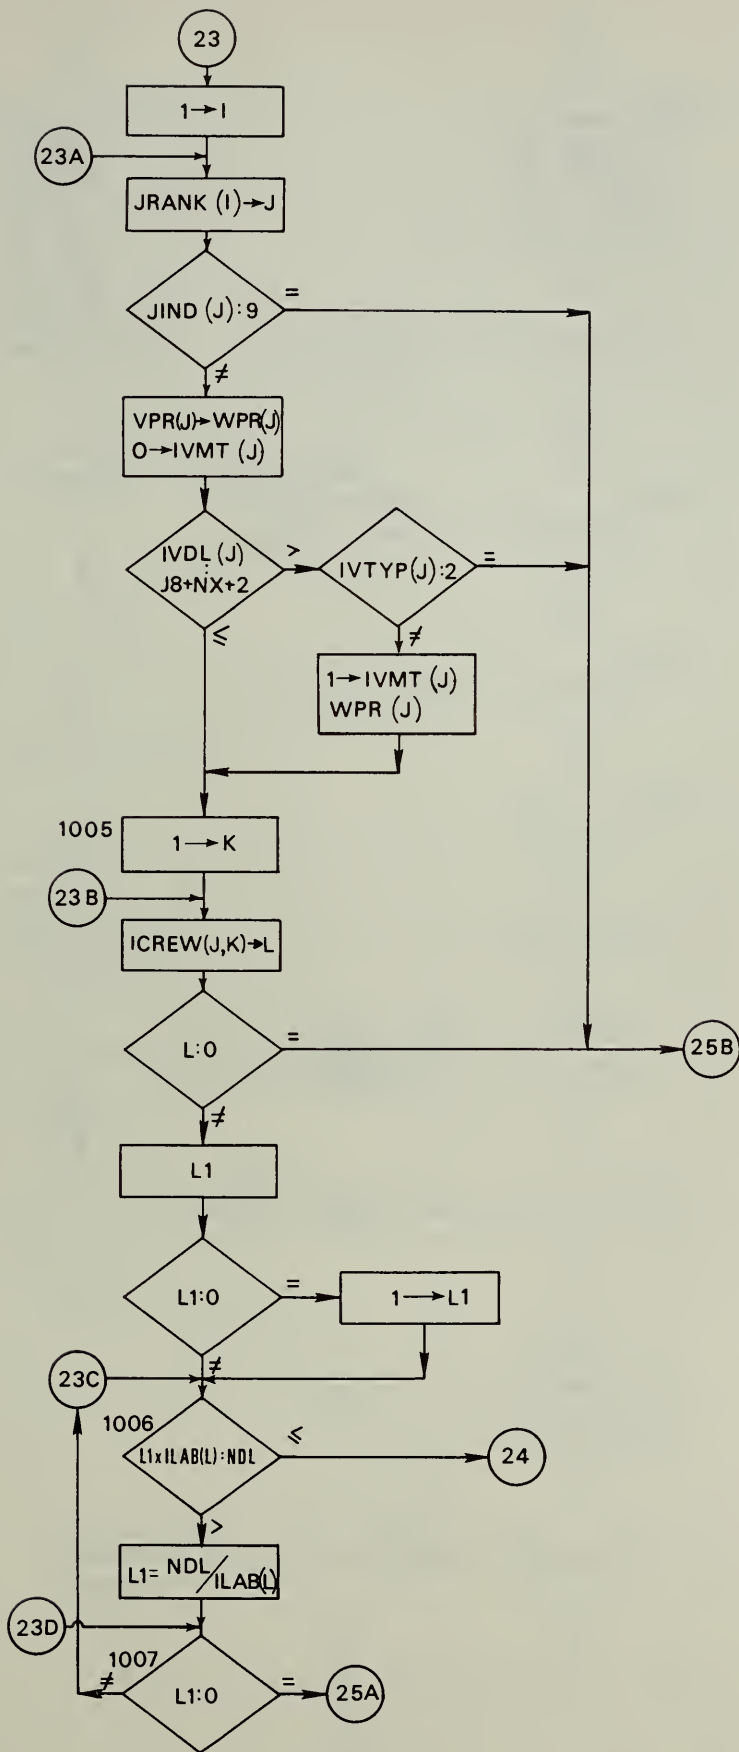 23
1→I
23A
JRANK (I)→J
JIND (J):9
=
≠
VPR(J)→WPR(J)
0→IVMT (J)
IVDL (J)
:
J8+NX+2
>
≤
IVTYP(J):2
=
≠
1→IVMT (J)
WPR (J)
1005
1→K
23B
ICREW(J,K)→L
L:0
=
25B
≠
L1
L1:0
=
1→L1
≠
23C
1006
L1xILAB(L):NDL
≤
24
>
L1= NDL/ILAB(L)
23D
1007
≠
L1:0
=
25A